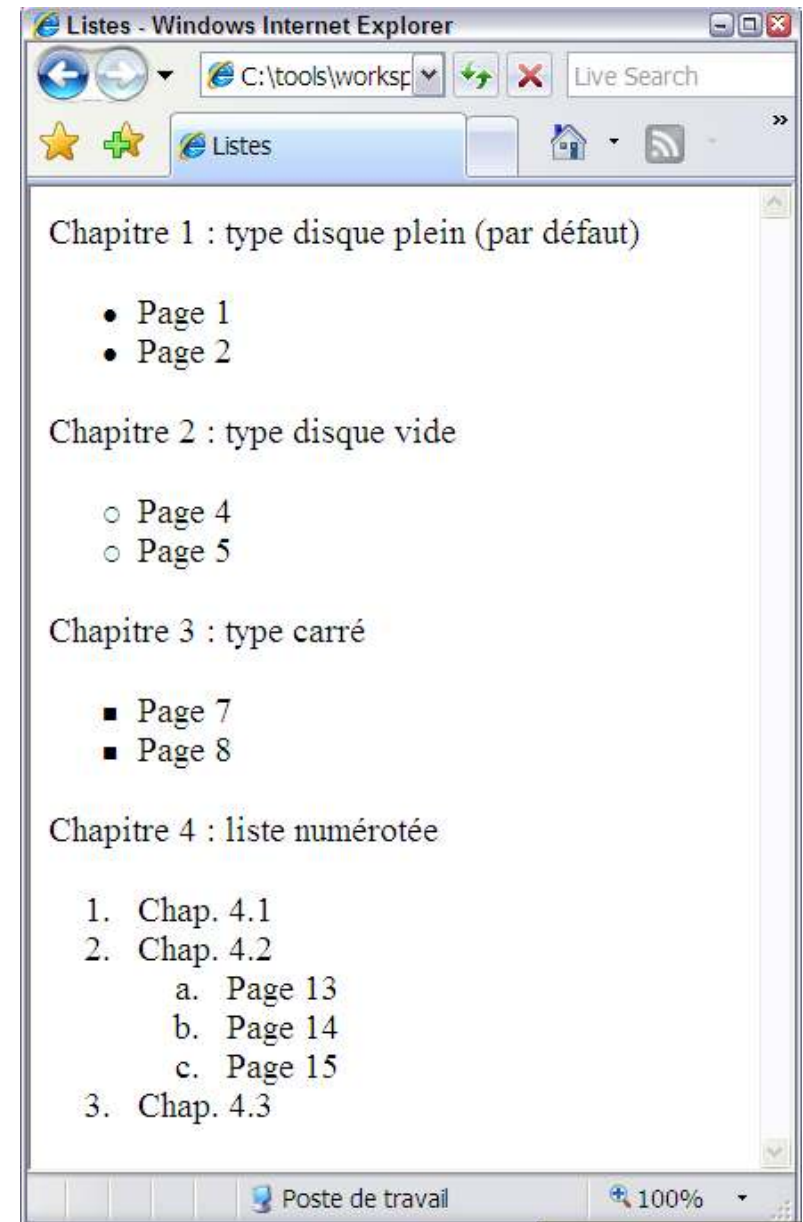 Listes - Windows Internet Explorer
C:\tools\worksp
Live Search
Listes
Chapitre 1 : type disque plein (par défaut)
• Page 1
• Page 2
Chapitre 2 : type disque vide
○ Page 4
○ Page 5
Chapitre 3 : type carré
▪ Page 7
▪ Page 8
Chapitre 4 : liste numérotée
1. Chap. 4.1
2. Chap. 4.2
a. Page 13
b. Page 14
c. Page 15
3. Chap. 4.3
Poste de travail 100%